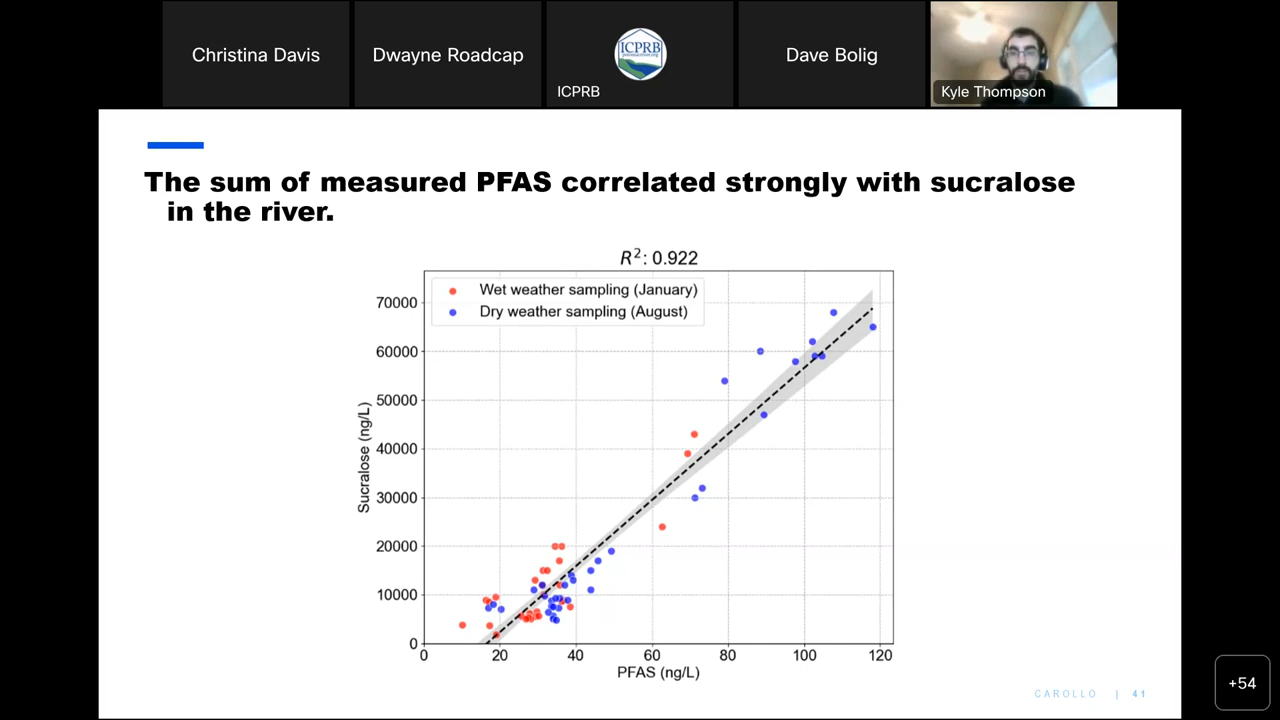 Christina Davis
Dwayne Roadcap
ICPRB
ICPRB
Dave Bolig
Kyle Thompson
The sum of measured PFAS correlated strongly with sucralose
in the river.
R²: 0.922
Wet weather sampling (January)
Dry weather sampling (August)
70000
60000
50000
40000
30000
20000
10000
0
Sucralose (ng/L)
0 20 40 60 80 100 120
PFAS (ng/L)
CAROLLO | 41
+54